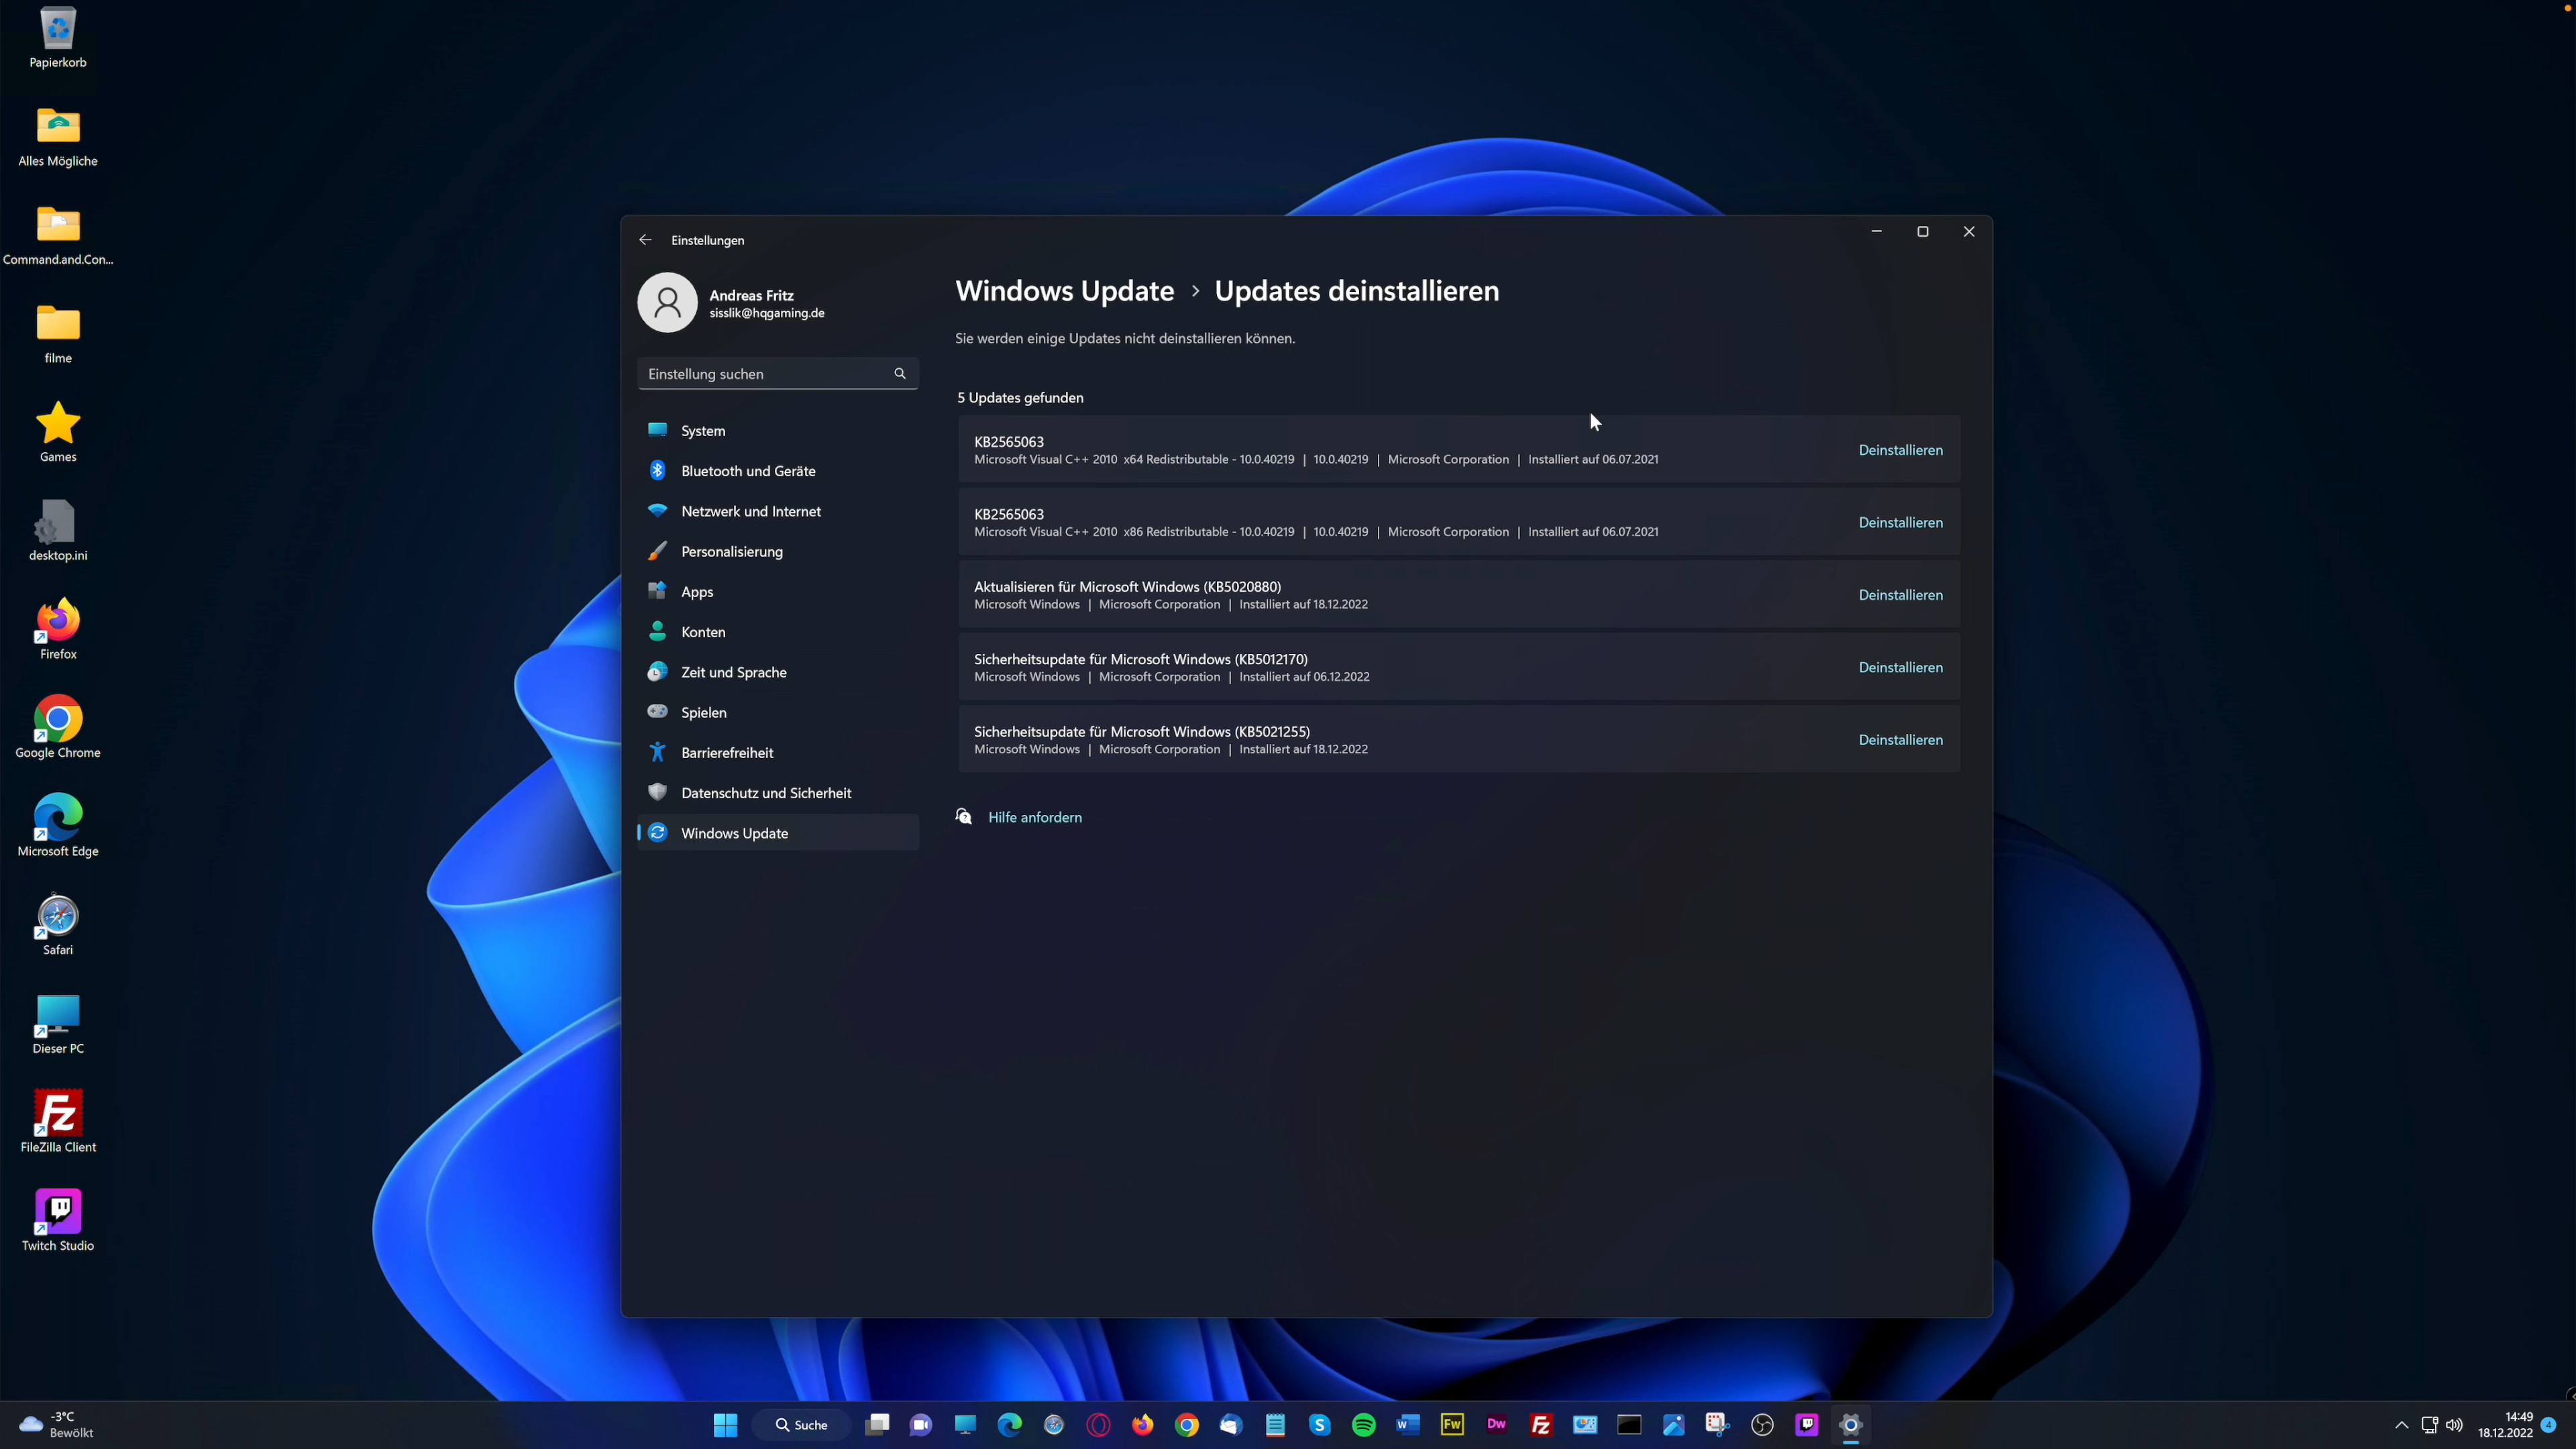 Papierkorb
Alles Mögliche
Command.and.Con...
filme
Games
desktop.ini
Firefox
Google Chrome
Microsoft Edge
Safari
Dieser PC
FileZilla Client
Twitch Studio
Einstellungen
Andreas Fritz
sisslik@hqgaming.de
Einstellung suchen
System
Bluetooth und Geräte
Netzwerk und Internet
Personalisierung
Apps
Konten
Zeit und Sprache
Spielen
Barrierefreiheit
Datenschutz und Sicherheit
Windows Update
Windows Update › Updates deinstallieren
Sie werden einige Updates nicht deinstallieren können.
5 Updates gefunden
KB2565063
Microsoft Visual C++ 2010 x64 Redistributable - 10.0.40219 | 10.0.40219 | Microsoft Corporation | Installiert auf 06.07.2021
Deinstallieren
KB2565063
Microsoft Visual C++ 2010 x86 Redistributable - 10.0.40219 | 10.0.40219 | Microsoft Corporation | Installiert auf 06.07.2021
Deinstallieren
Aktualisieren für Microsoft Windows (KB5020880)
Microsoft Windows | Microsoft Corporation | Installiert auf 18.12.2022
Deinstallieren
Sicherheitsupdate für Microsoft Windows (KB5012170)
Microsoft Windows | Microsoft Corporation | Installiert auf 06.12.2022
Deinstallieren
Sicherheitsupdate für Microsoft Windows (KB5021255)
Microsoft Windows | Microsoft Corporation | Installiert auf 18.12.2022
Deinstallieren
Hilfe anfordern
-3°C
Bewölkt
Suche
Fw
Dw
14:49
18.12.2022
4